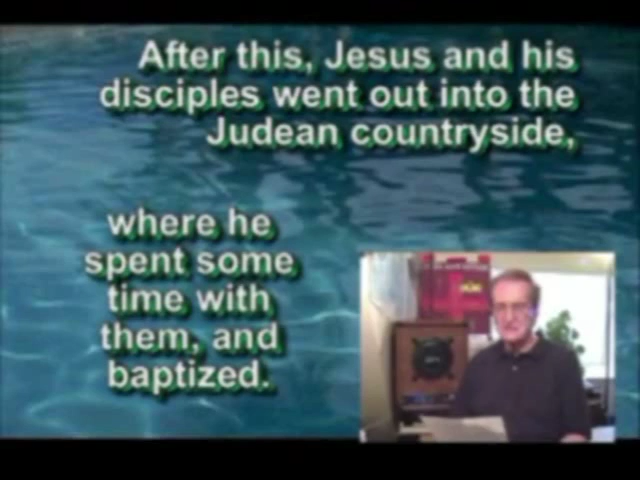 After this, Jesus and his
disciples went out into the
Judean countryside,
where he
spent some
time with
them, and
baptized.